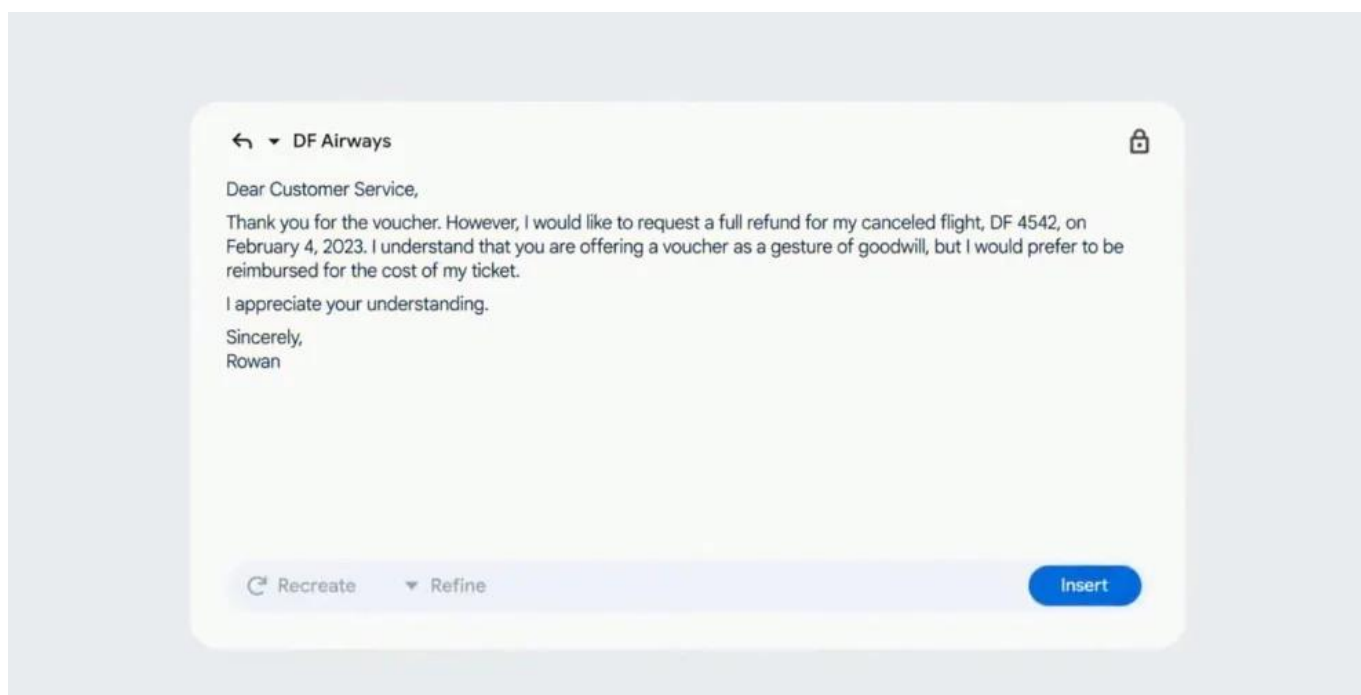 DF Airways
Dear Customer Service,
Thank you for the voucher. However, I would like to request a full refund for my canceled flight, DF 4542, on
February 4, 2023. I understand that you are offering a voucher as a gesture of goodwill, but I would prefer to be
reimbursed for the cost of my ticket.
I appreciate your understanding.
Sincerely,
Rowan
Recreate Refine Insert